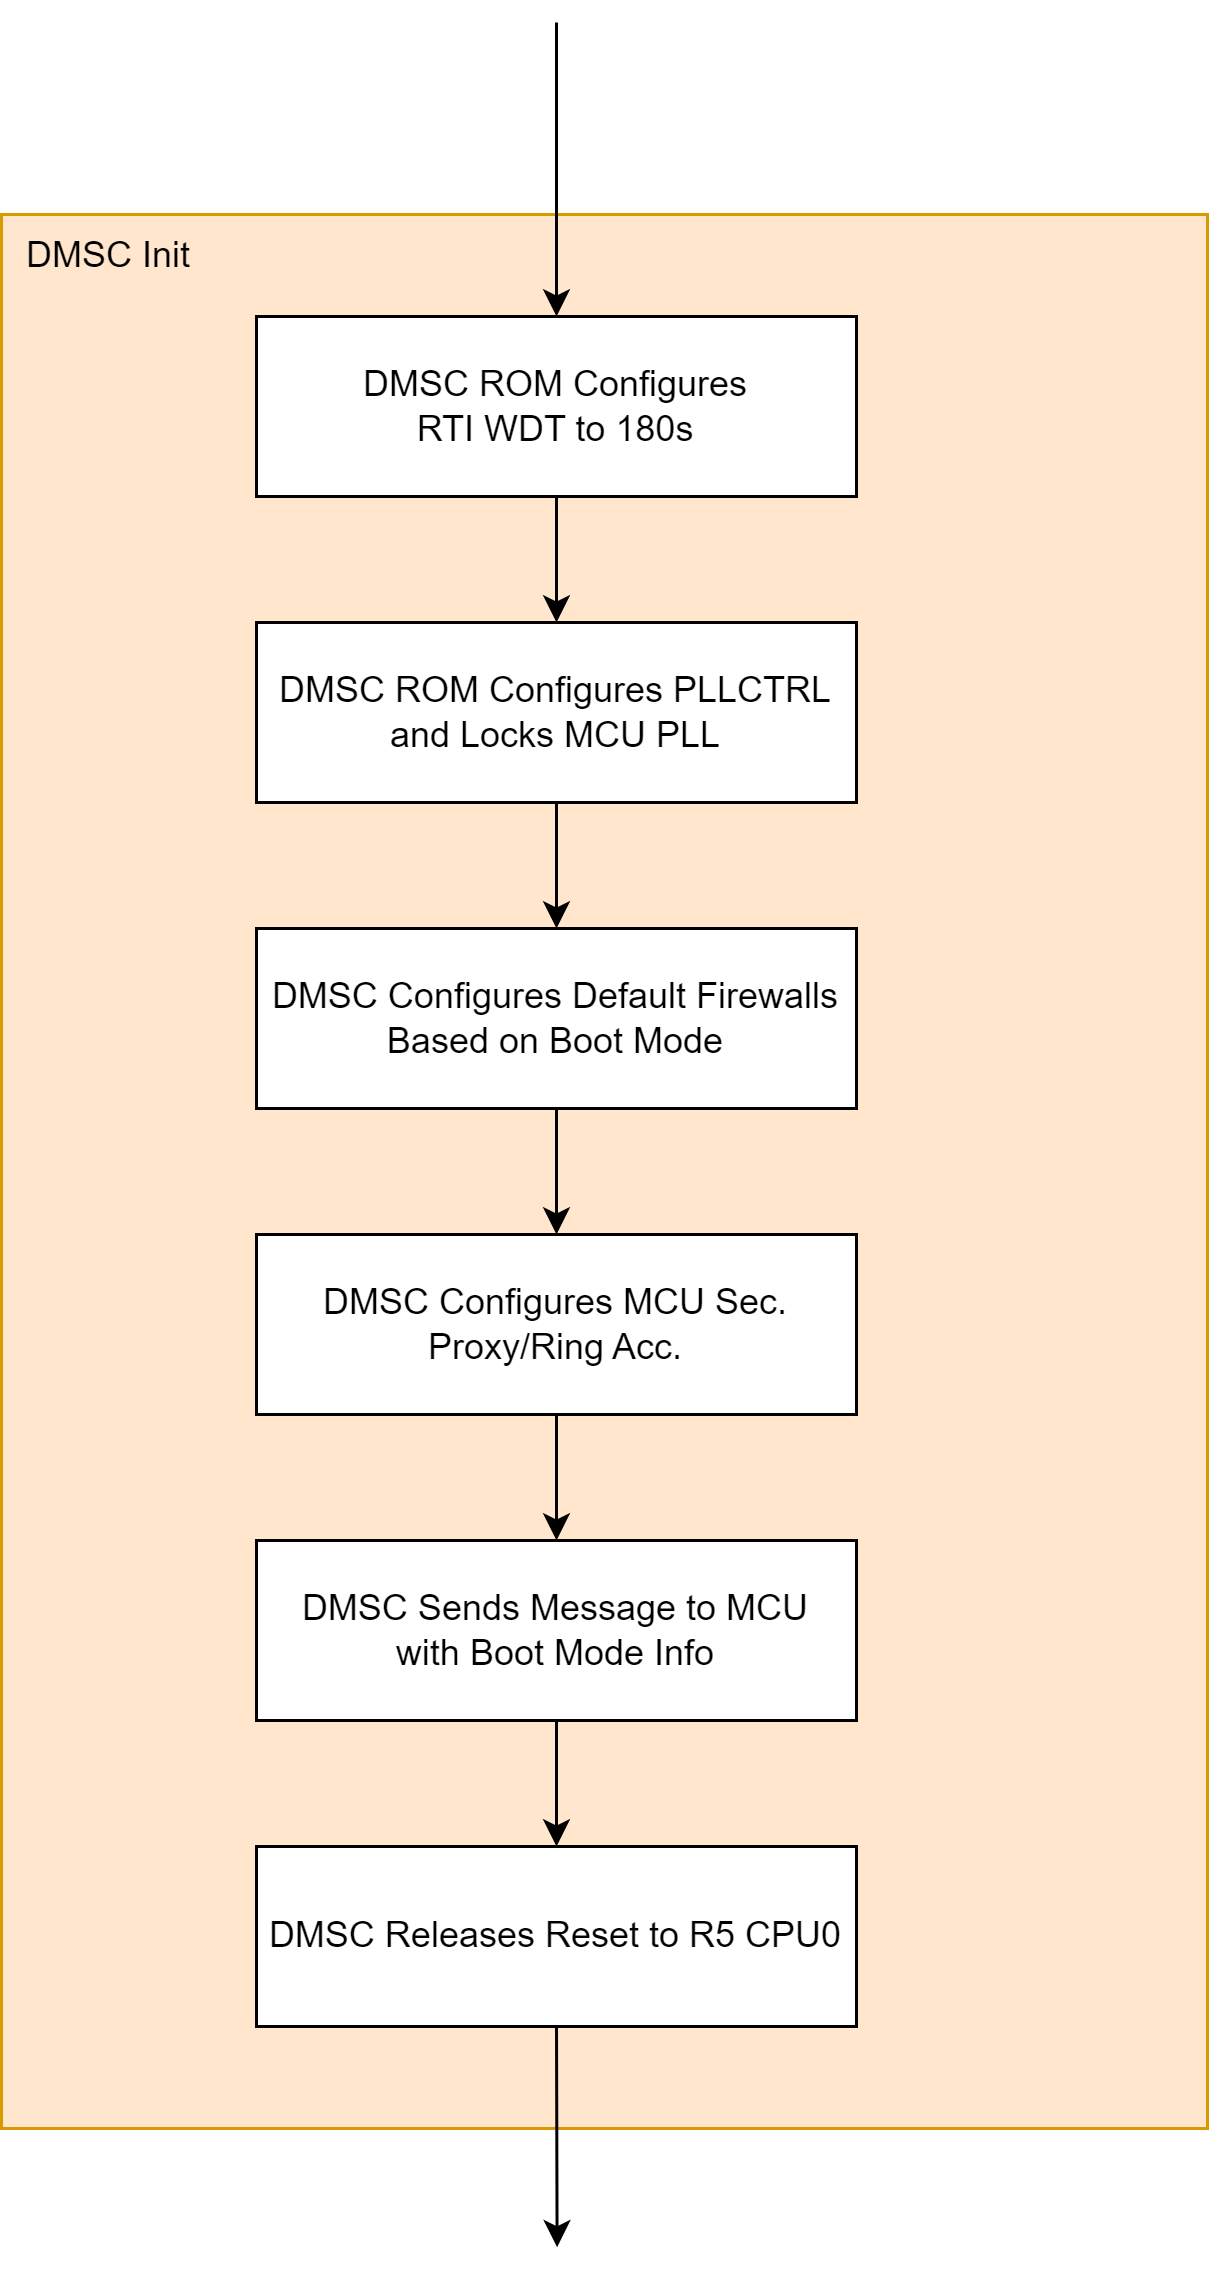 DMSC Init
DMSC ROM Configures
RTI WDT to 180s
DMSC ROM Configures PLLCTRL
and Locks MCU PLL
DMSC Configures Default Firewalls
Based on Boot Mode
DMSC Configures MCU Sec.
Proxy/Ring Acc.
DMSC Sends Message to MCU
with Boot Mode Info
DMSC Releases Reset to R5 CPU0